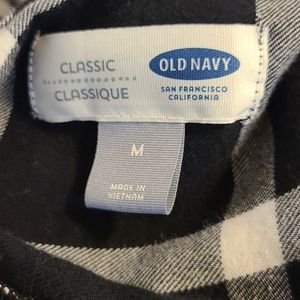 CLASSIC
CLASSIQUE
OLD NAVY
SAN FRANCISCO
CALIFORNIA
M
MADE IN
VIETNAM